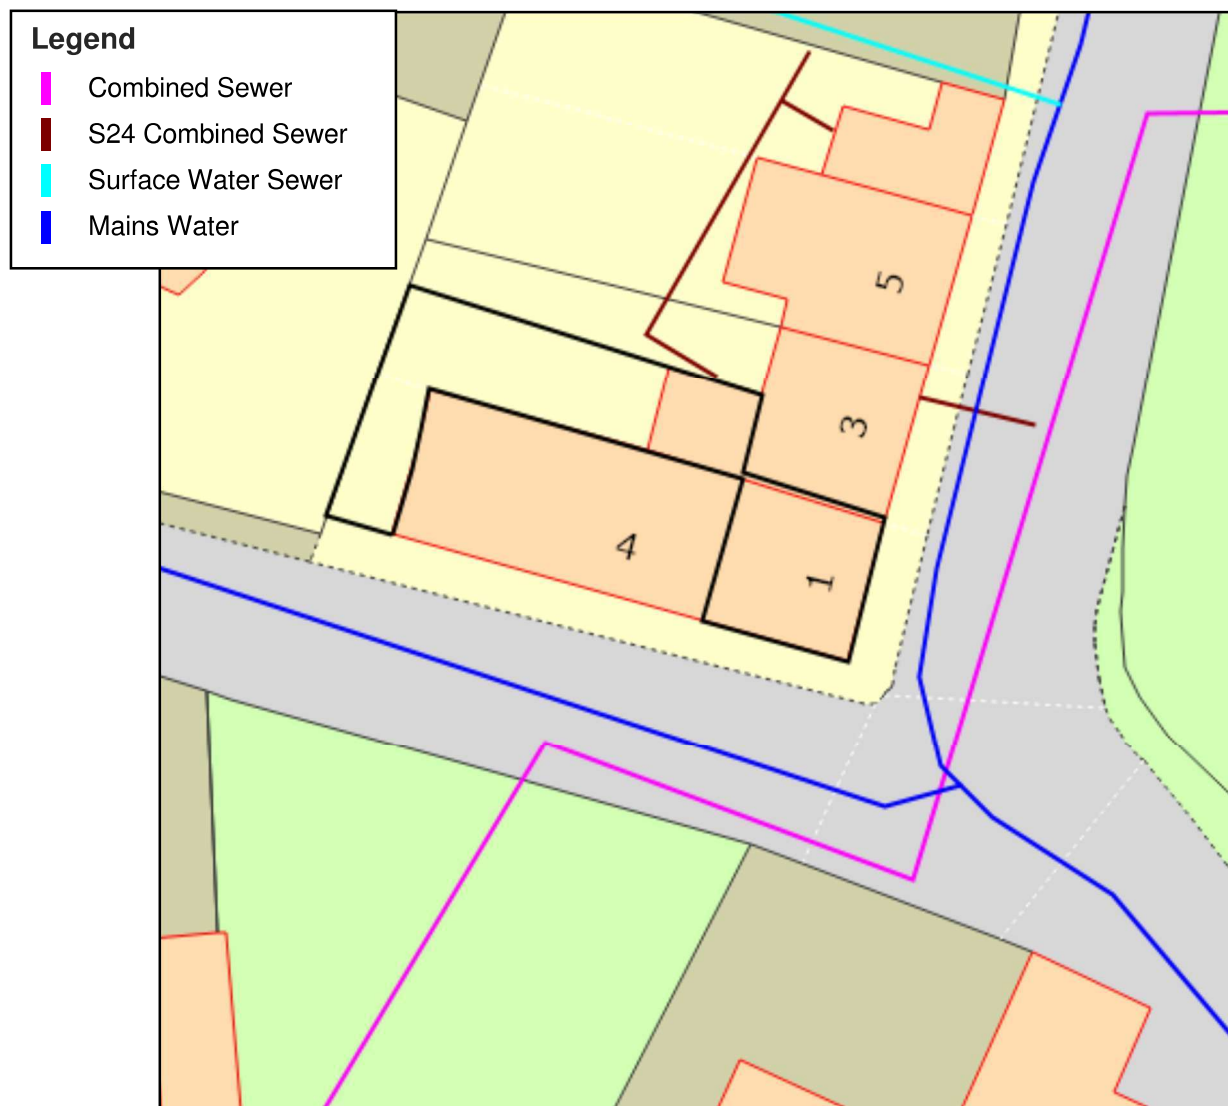 Legend
Combined Sewer
S24 Combined Sewer
Surface Water Sewer
Mains Water
5
3
4
1